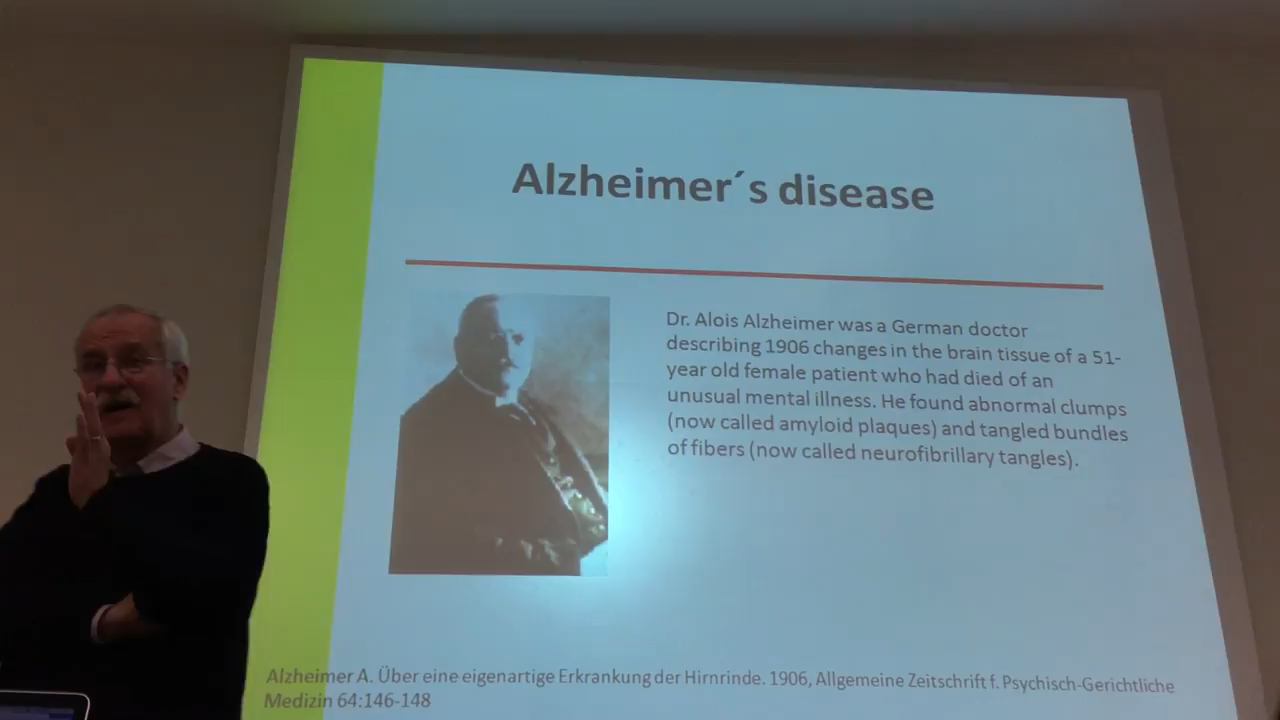 Alzheimer´s disease
Dr. Alois Alzheimer was a German doctor
describing 1906 changes in the brain tissue of a 51-
year old female patient who had died of an
unusual mental illness. He found abnormal clumps
(now called amyloid plaques) and tangled bundles
of fibers (now called neurofibrillary tangles).
Alzheimer A. Über eine eigenartige Erkrankung der Hirnrinde. 1906, Allgemeine Zeitschrift f. Psychisch-Gerichtliche
Medizin 64:146-148